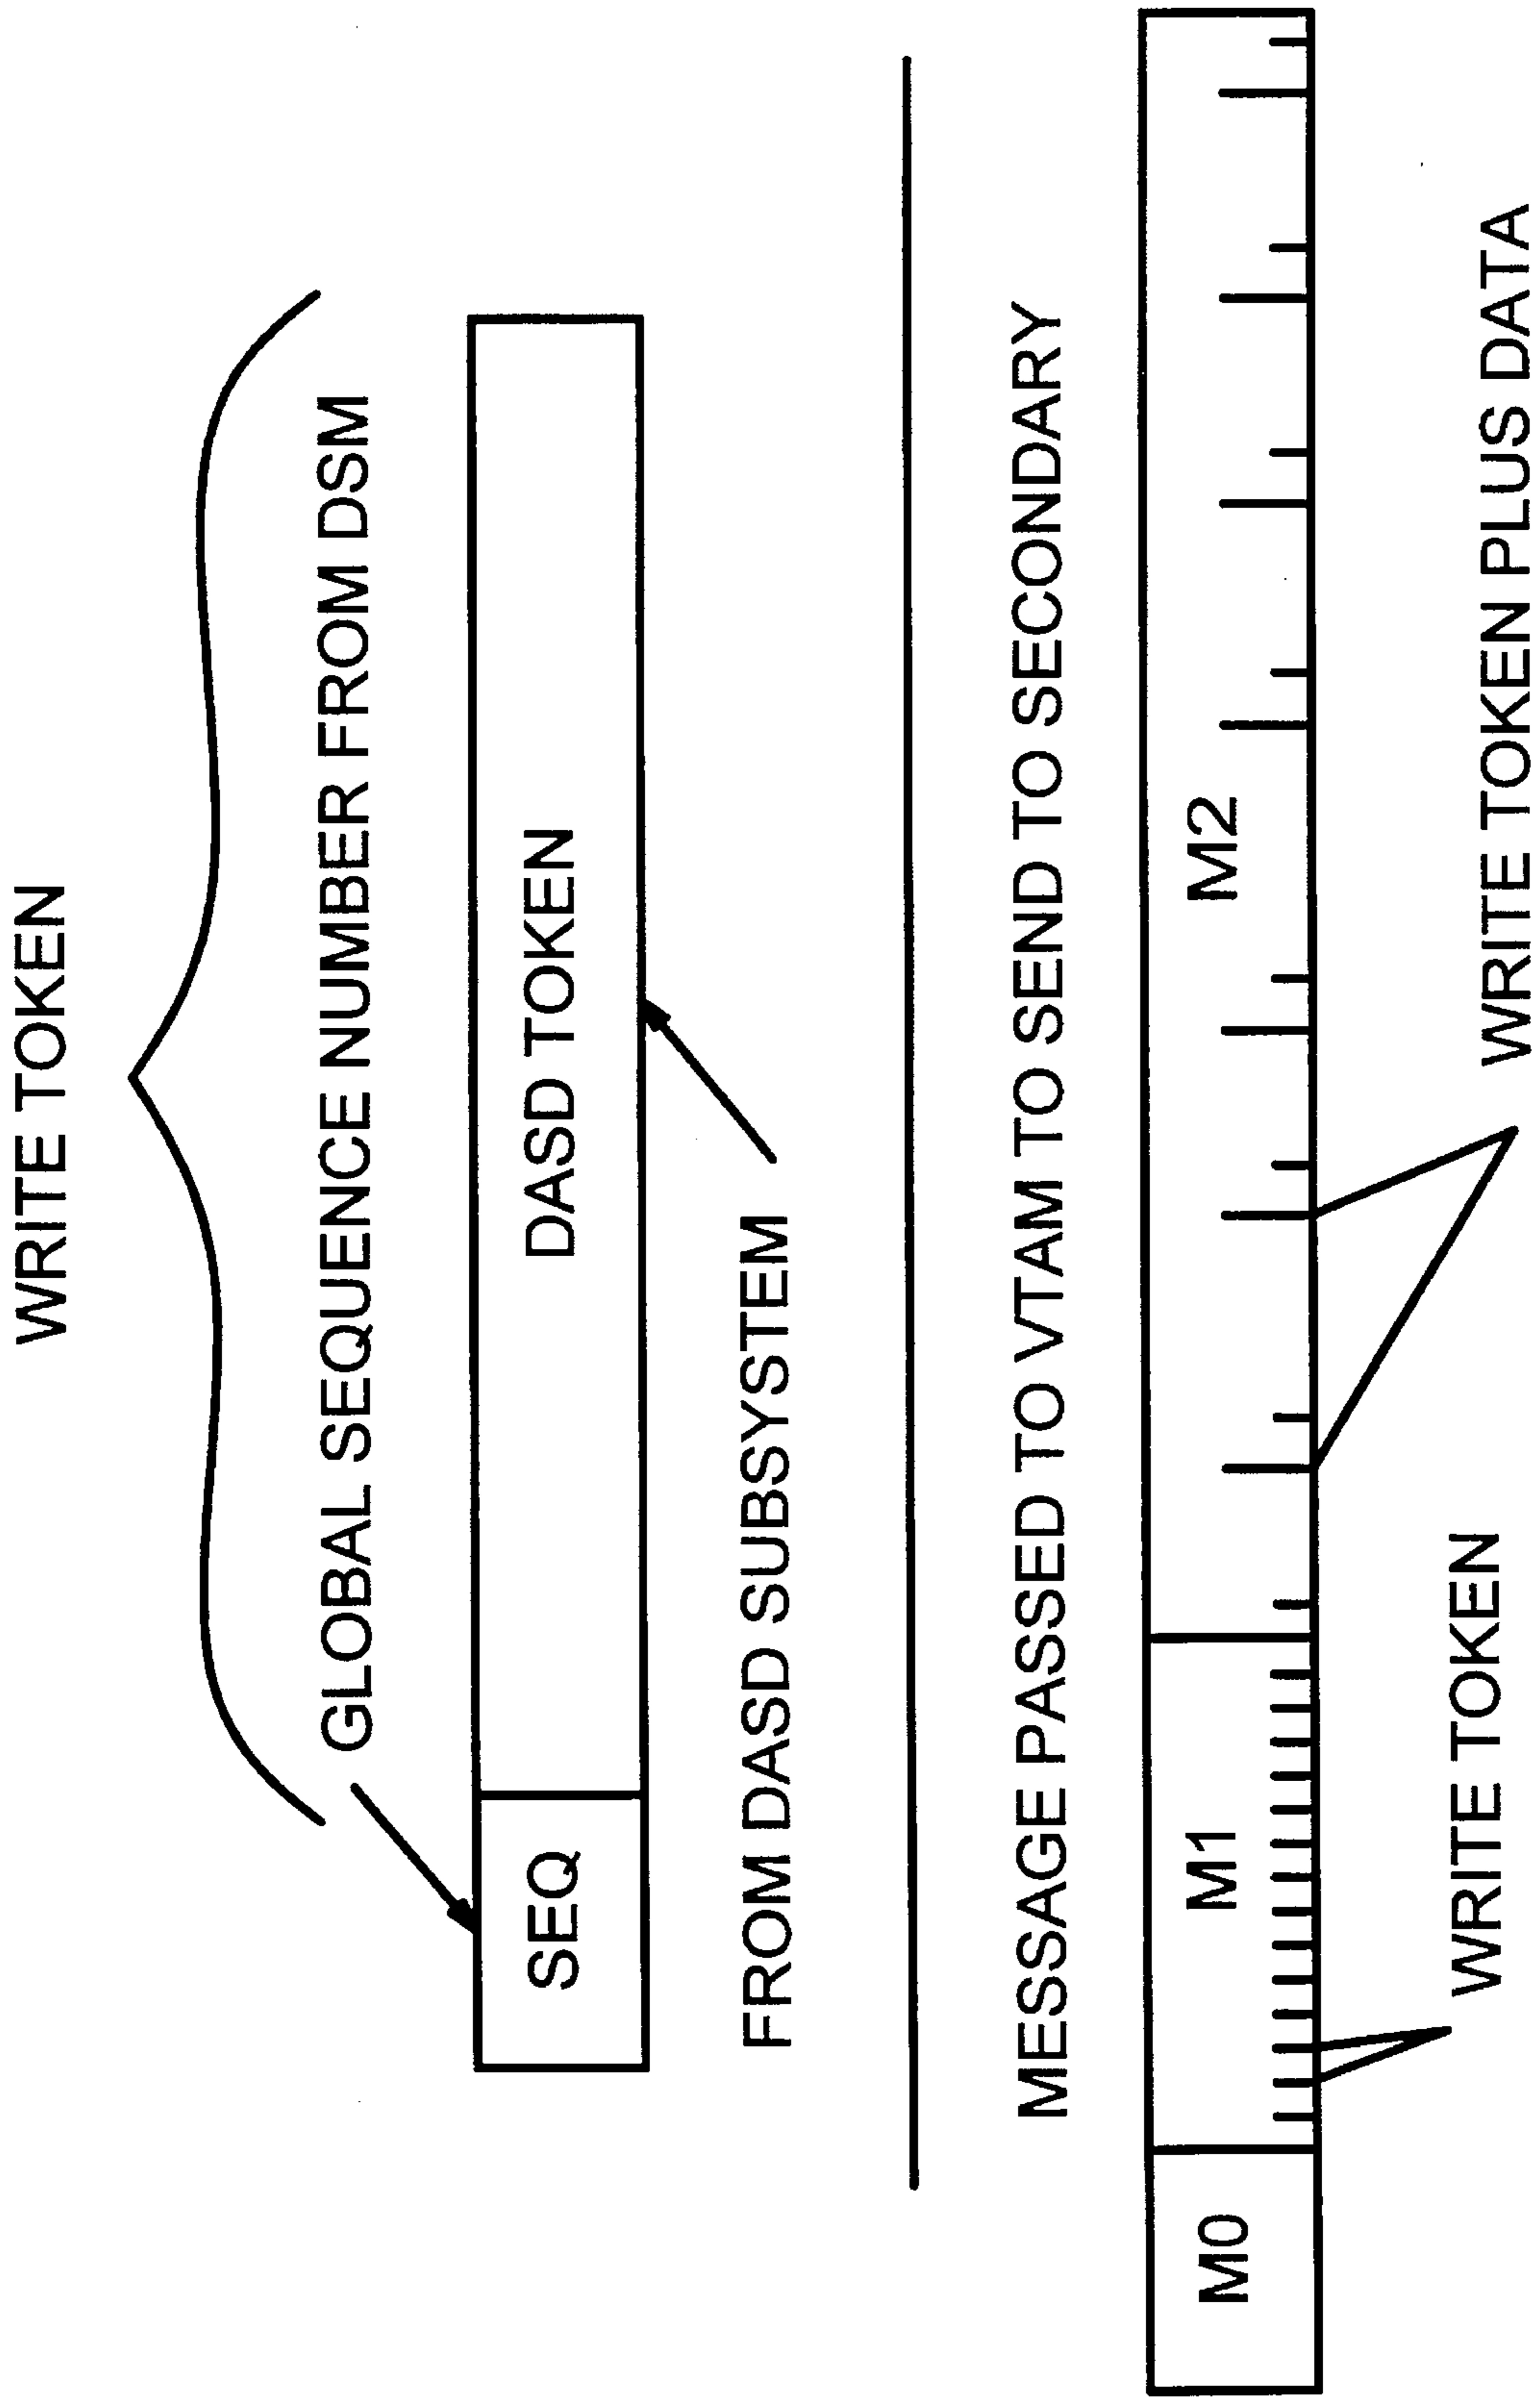 WRITE TOKEN
GLOBAL SEQUENCE NUMBER FROM DSM
SEQ
DASD TOKEN
FROM DASD SUBSYSTEM
MESSAGE PASSED TO VTAM TO SEND TO SECONDARY
M0
M1
M2
WRITE TOKEN
WRITE TOKEN PLUS DATA